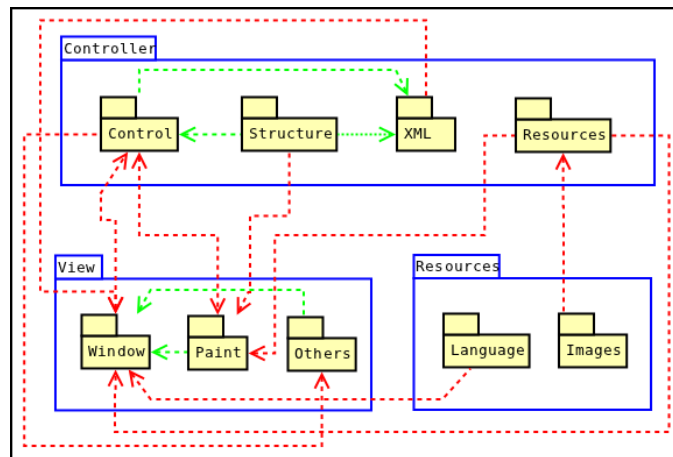 Controller
Control
Structure
XML
Resources
View
Resources
Window
Paint
Others
Language
Images